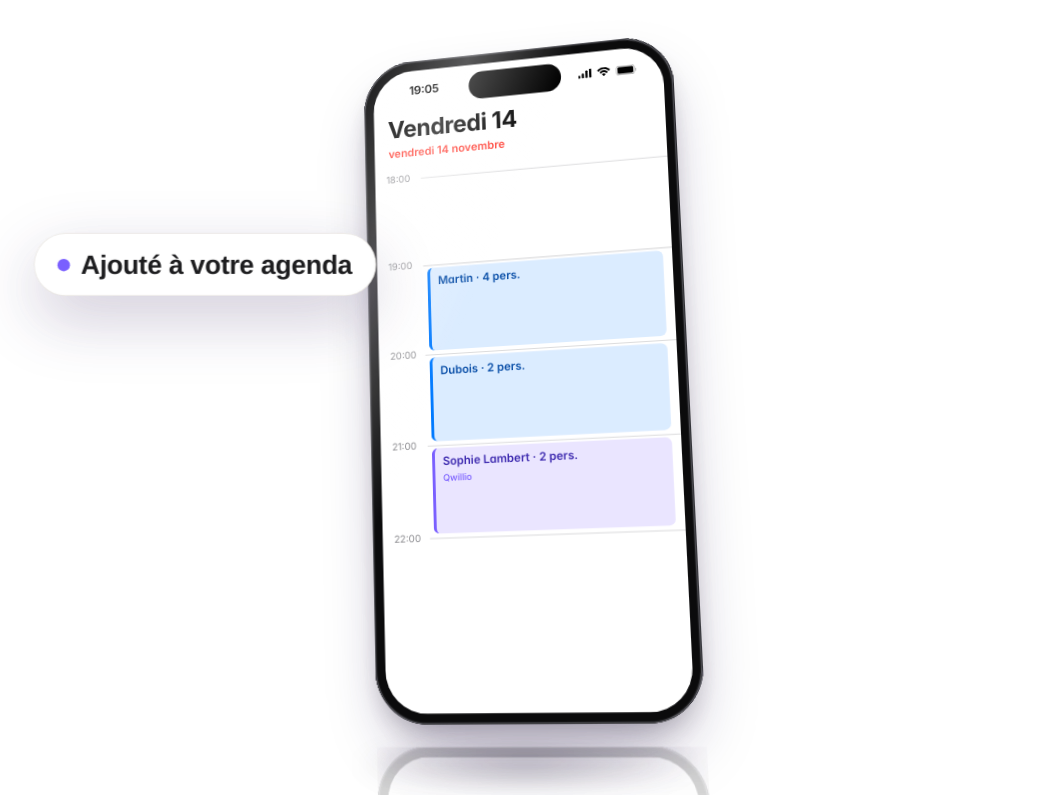 19:05
Vendredi 14
vendredi 14 novembre
18:00
Ajouté à votre agenda
19:00
Martin · 4 pers.
20:00
Dubois · 2 pers.
21:00
Sophie Lambert · 2 pers.
Qwillio
22:00